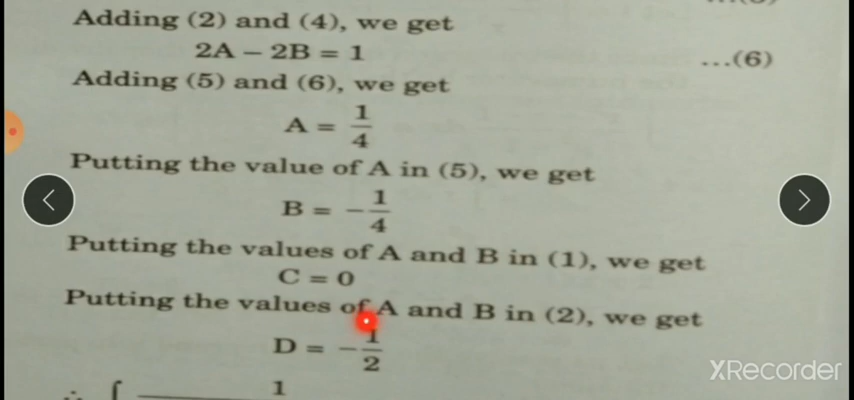 Adding (2) and (4), we get
2A – 2B = 1 ...(6)
Adding (5) and (6), we get
A = 1/4
Putting the value of A in (5), we get
B = – 1/4
Putting the values of A and B in (1), we get
C = 0
Putting the values of A and B in (2), we get
D = – 1/2
∴ ∫ 1
XRecorder